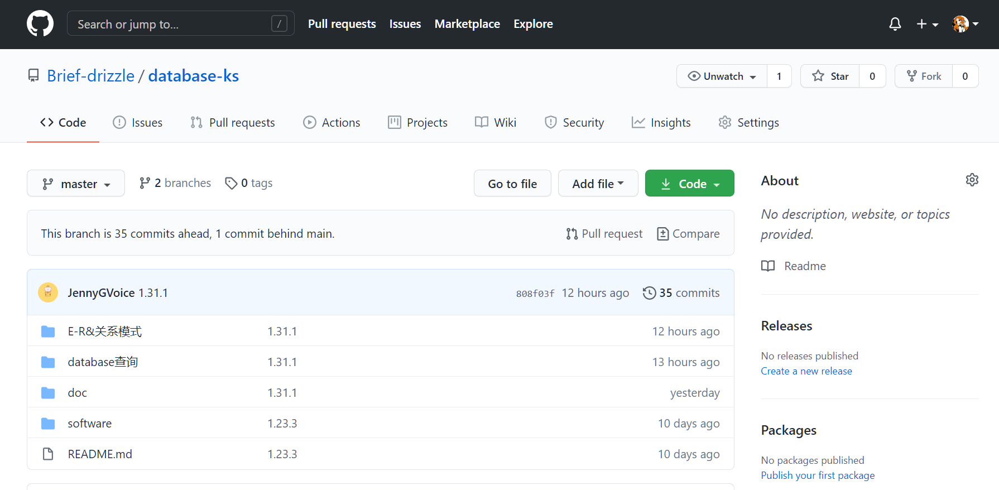 Search or jump to... / Pull requests Issues Marketplace Explore
Brief-drizzle / database-ks Unwatch 1 Star 0 Fork 0
Code Issues Pull requests Actions Projects Wiki Security Insights Settings
master 2 branches 0 tags Go to file Add file Code
This branch is 35 commits ahead, 1 commit behind main. Pull request Compare
JennyGVoice 1.31.1 808f03f 12 hours ago 35 commits
E-R&关系模式 1.31.1 12 hours ago
database查询 1.31.1 13 hours ago
doc 1.31.1 yesterday
software 1.23.3 10 days ago
README.md 1.23.3 10 days ago
About
No description, website, or topics
provided.
Readme
Releases
No releases published
Create a new release
Packages
No packages published
Publish your first package